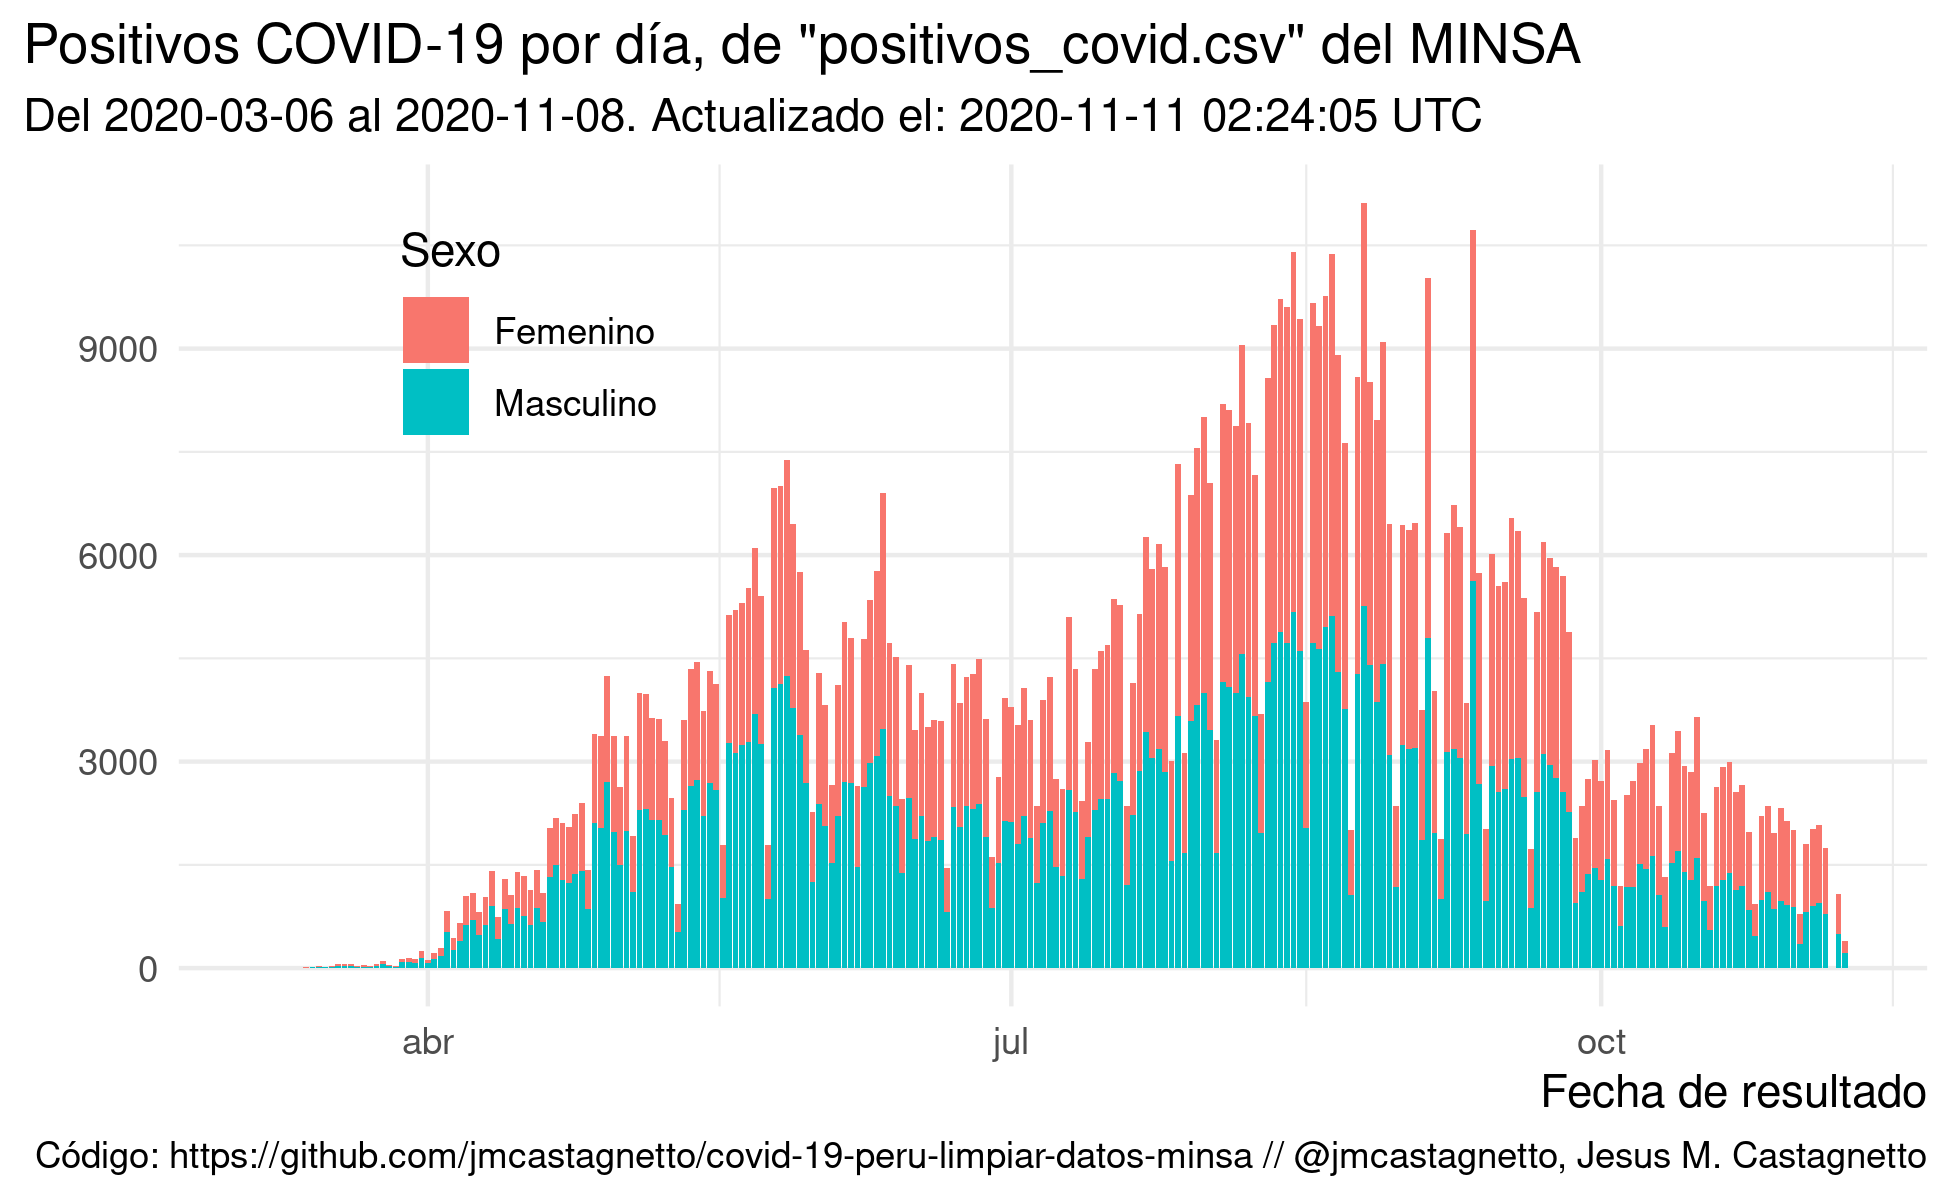 Positivos COVID-19 por día, de "positivos_covid.csv" del MINSA
Del 2020-03-06 al 2020-11-08. Actualizado el: 2020-11-11 02:24:05 UTC
Sexo
Femenino
Masculino
9000
6000
3000
0
abr jul oct
Fecha de resultado
Código: https://github.com/jmcastagnetto/covid-19-peru-limpiar-datos-minsa // @jmcastagnetto, Jesus M. Castagnetto